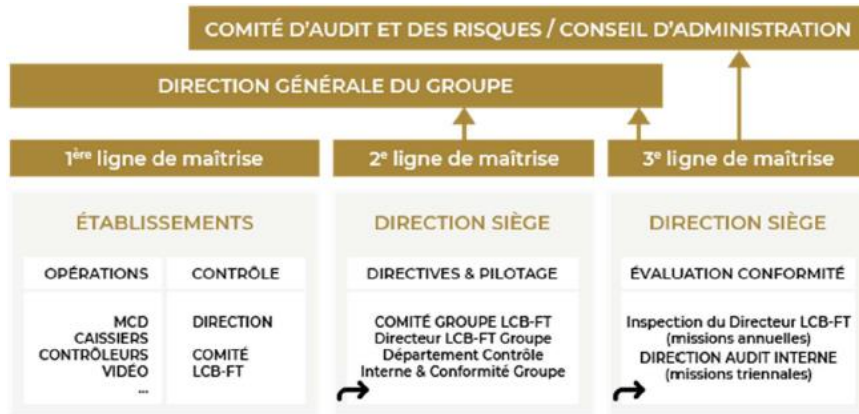 COMITÉ D'AUDIT ET DES RISQUES / CONSEIL D'ADMINISTRATION
DIRECTION GÉNÉRALE DU GROUPE
1ère ligne de maîtrise
2e ligne de maîtrise
3e ligne de maîtrise
ÉTABLISSEMENTS
OPÉRATIONS
CONTRÔLE
MCD
CAISSIERS
CONTRÔLEURS
VIDÉO
...
DIRECTION
COMITÉ
LCB-FT
DIRECTION SIÈGE
DIRECTIVES & PILOTAGE
COMITÉ GROUPE LCB-FT
Directeur LCB-FT Groupe
Département Contrôle
Interne & Conformité Groupe
DIRECTION SIÈGE
ÉVALUATION CONFORMITÉ
Inspection du Directeur LCB-FT
(missions annuelles)
DIRECTION AUDIT INTERNE
(missions triennales)